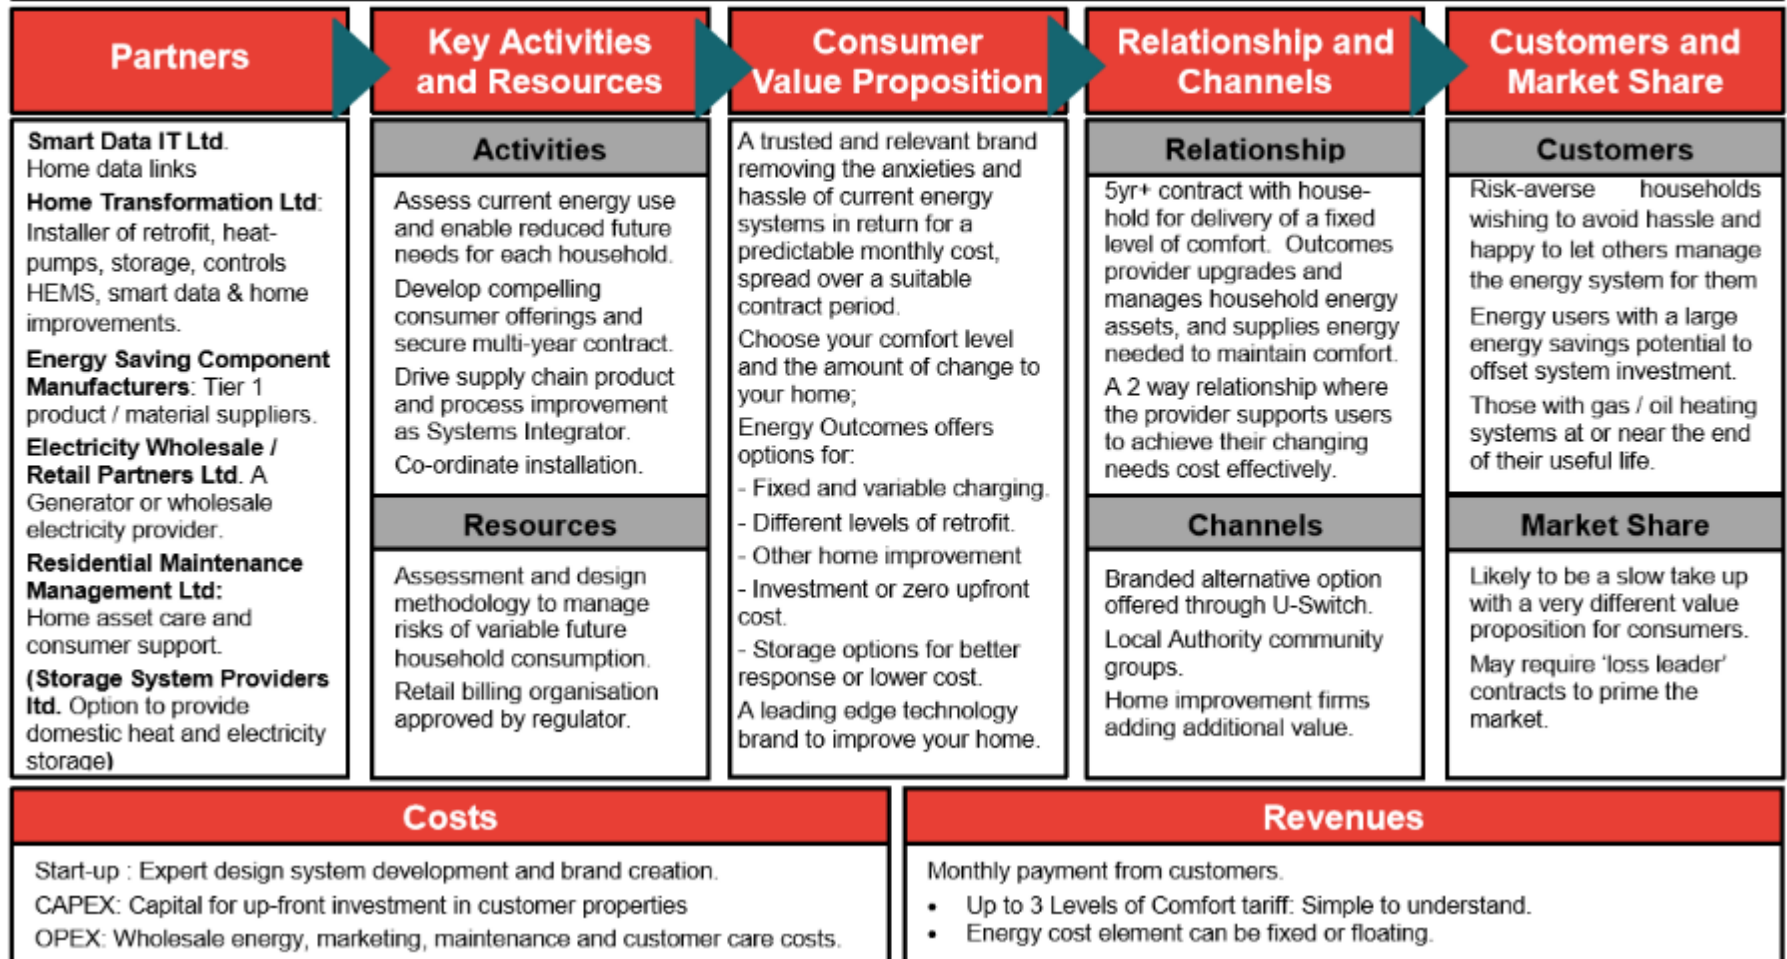 Partners
Key Activities
and Resources
Consumer
Value Proposition
Relationship and
Channels
Customers and
Market Share
Smart Data IT Ltd.
Home data links
Home Transformation Ltd:
Installer of retrofit, heat-
pumps, storage, controls
HEMS, smart data & home
improvements.
Energy Saving Component
Manufacturers: Tier 1
product / material suppliers.
Electricity Wholesale /
Retail Partners Ltd. A
Generator or wholesale
electricity provider.
Residential Maintenance
Management Ltd:
Home asset care and
consumer support.
(Storage System Providers
ltd. Option to provide
domestic heat and electricity
storage)
Activities
Assess current energy use
and enable reduced future
needs for each household.
Develop compelling
consumer offerings and
secure multi-year contract.
Drive supply chain product
and process improvement
as Systems Integrator.
Co-ordinate installation.
Resources
Assessment and design
methodology to manage
risks of variable future
household consumption.
Retail billing organisation
approved by regulator.
A trusted and relevant brand
removing the anxieties and
hassle of current energy
systems in return for a
predictable monthly cost,
spread over a suitable
contract period.
Choose your comfort level
and the amount of change to
your home;
Energy Outcomes offers
options for:
- Fixed and variable charging.
- Different levels of retrofit.
- Other home improvement
- Investment or zero upfront
cost.
- Storage options for better
response or lower cost.
A leading edge technology
brand to improve your home.
Relationship
5yr+ contract with house-
hold for delivery of a fixed
level of comfort. Outcomes
provider upgrades and
manages household energy
assets, and supplies energy
needed to maintain comfort.
A 2 way relationship where
the provider supports users
to achieve their changing
needs cost effectively.
Channels
Branded alternative option
offered through U-Switch.
Local Authority community
groups.
Home improvement firms
adding additional value.
Customers
Risk-averse households
wishing to avoid hassle and
happy to let others manage
the energy system for them
Energy users with a large
energy savings potential to
offset system investment.
Those with gas / oil heating
systems at or near the end
of their useful life.
Market Share
Likely to be a slow take up
with a very different value
proposition for consumers.
May require ‘loss leader’
contracts to prime the
market.
Costs
Start-up : Expert design system development and brand creation.
CAPEX: Capital for up-front investment in customer properties
OPEX: Wholesale energy, marketing, maintenance and customer care costs.
Revenues
Monthly payment from customers.
• Up to 3 Levels of Comfort tariff: Simple to understand.
• Energy cost element can be fixed or floating.